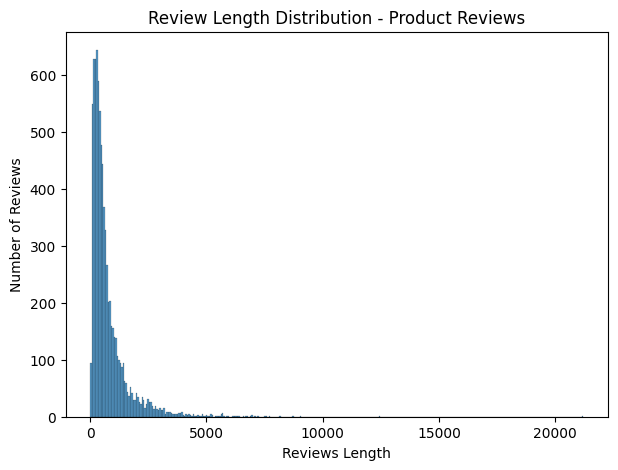 Review Length Distribution - Product Reviews
600
500
400
300
200
100
0
Number of Reviews
0 5000 10000 15000 20000
Reviews Length